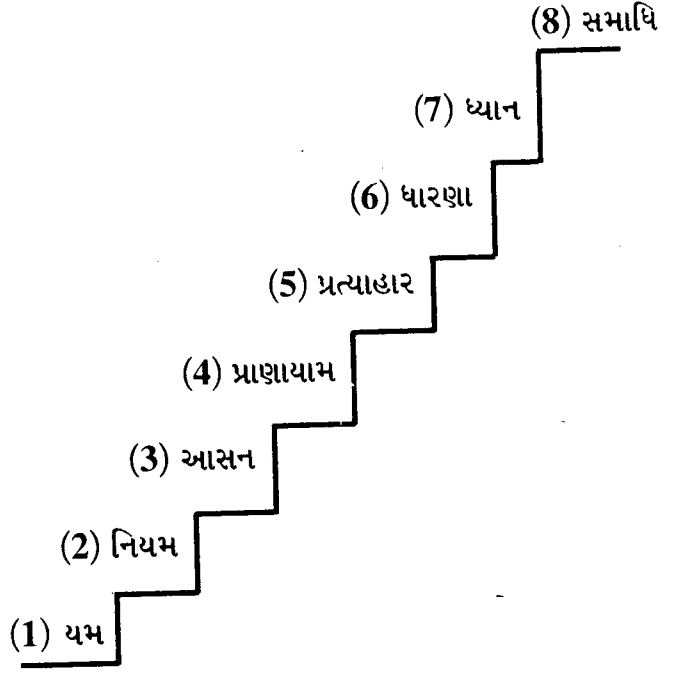 (8) સમાધિ
(7) ધ્યાન
(6) ધારણા
(5) પ્રત્યાહાર
(4) પ્રાણાયામ
(3) આસન
(2) નિયમ
(1) યમ